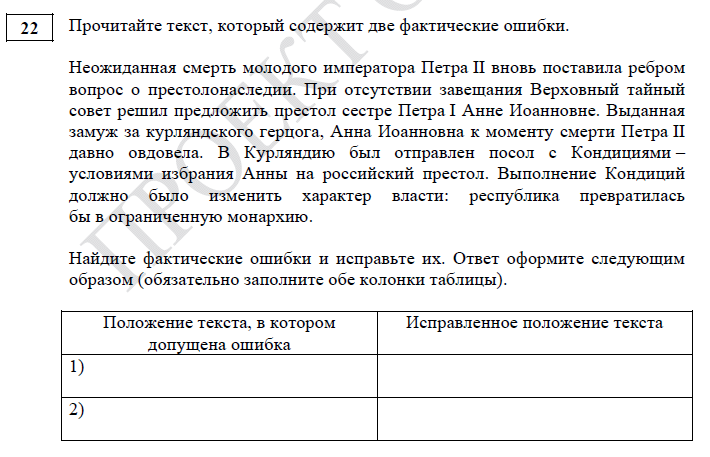 22
Прочитайте текст, который содержит две фактические ошибки.
Неожиданная смерть молодого императора Петра II вновь поставила ребром
вопрос о престолонаследии. При отсутствии завещания Верховный тайный
совет решил предложить престол сестре Петра I Анне Иоанновне. Выданная
замуж за курляндского герцога, Анна Иоанновна к моменту смерти Петра II
давно овдовела. В Курляндию был отправлен посол с Кондициями –
условиями избрания Анны на российский престол. Выполнение Кондиций
должно было изменить характер власти: республика превратилась
бы в ограниченную монархию.
Найдите фактические ошибки и исправьте их. Ответ оформите следующим
образом (обязательно заполните обе колонки таблицы).
Положение текста, в котором
допущена ошибка
Исправленное положение текста
1)
2)
ПРОЕКТ